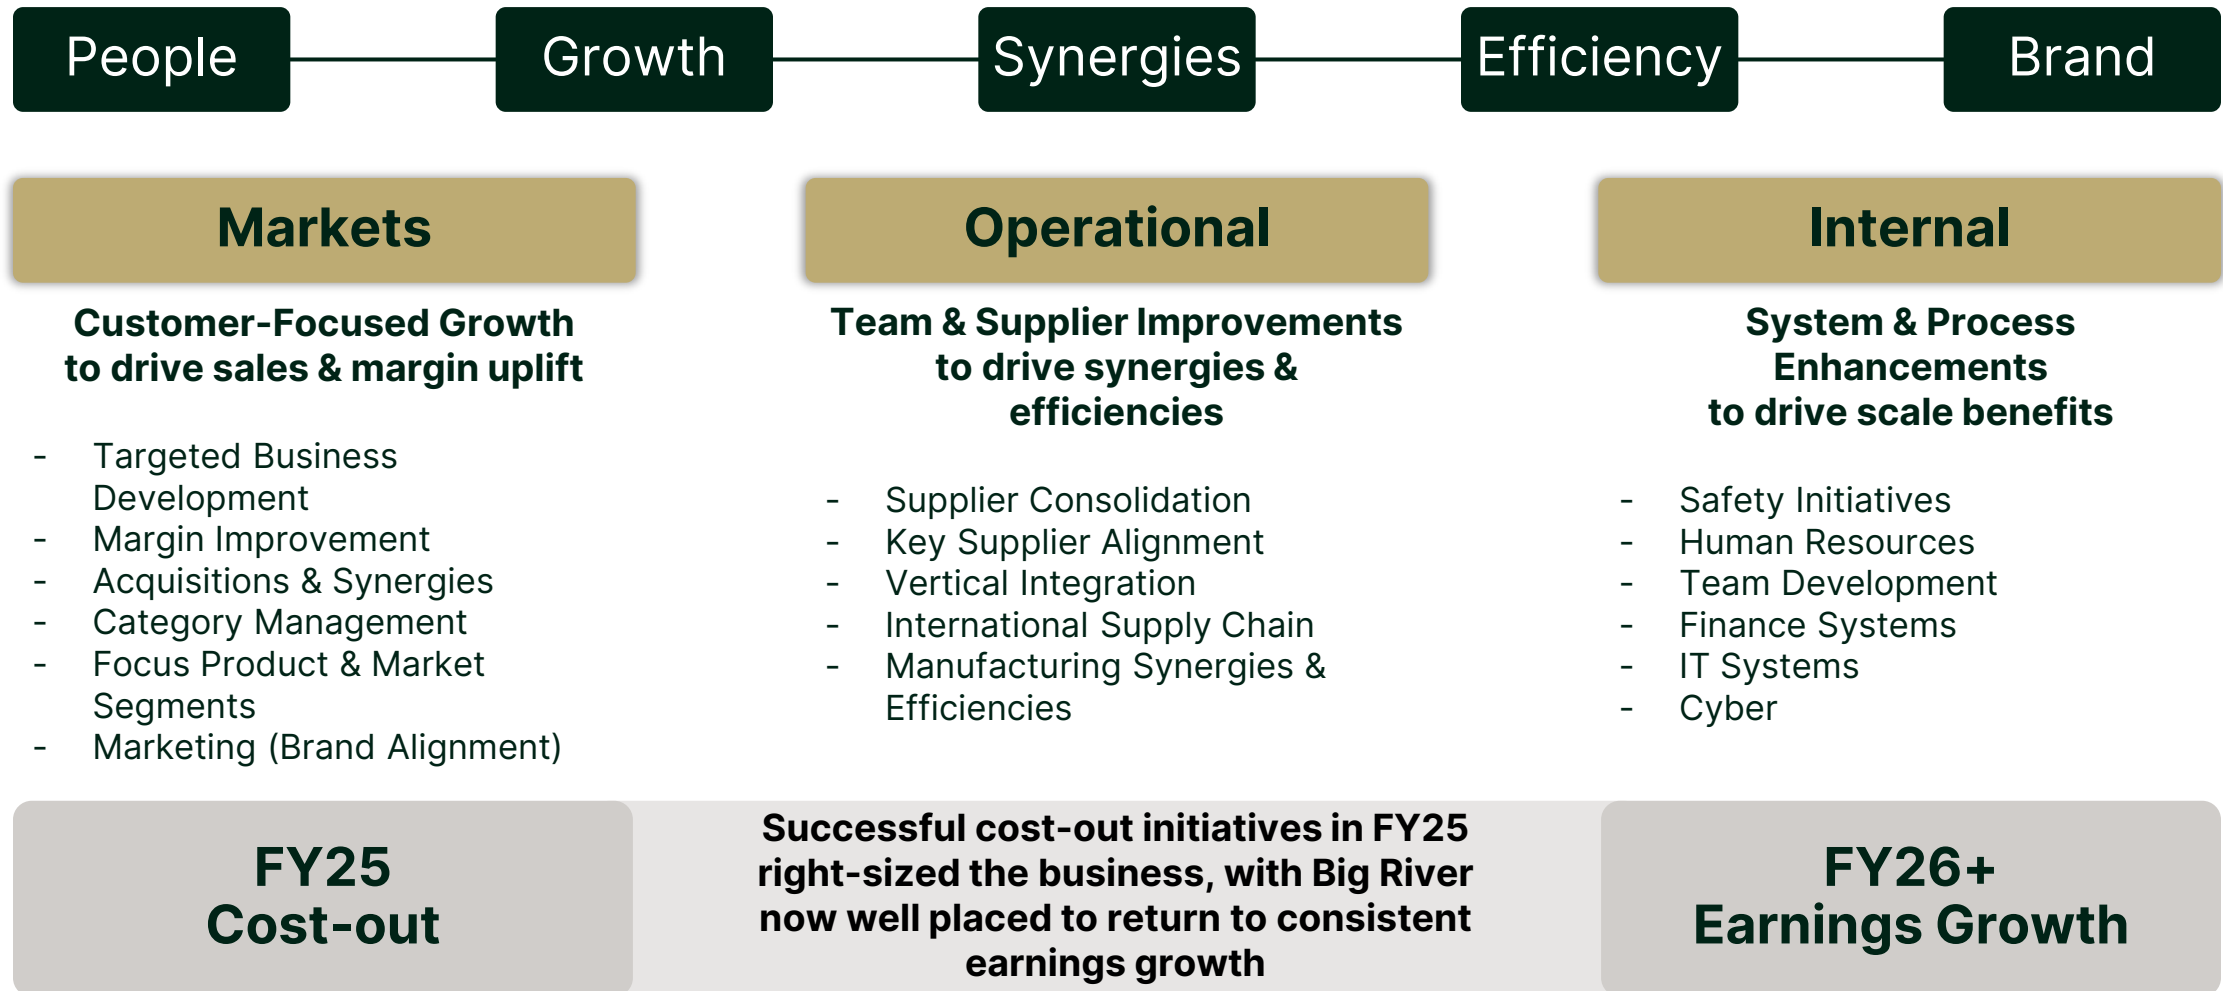 People
Growth
Synergies
Efficiency
Brand
Markets
Customer-Focused Growth
to drive sales & margin uplift
- Targeted Business
Development
- Margin Improvement
- Acquisitions & Synergies
- Category Management
- Focus Product & Market
Segments
- Marketing (Brand Alignment)
Operational
Team & Supplier Improvements
to drive synergies &
efficiencies
- Supplier Consolidation
- Key Supplier Alignment
- Vertical Integration
- International Supply Chain
- Manufacturing Synergies &
Efficiencies
Internal
System & Process
Enhancements
to drive scale benefits
- Safety Initiatives
- Human Resources
- Team Development
- Finance Systems
- IT Systems
- Cyber
FY25
Cost-out
Successful cost-out initiatives in FY25
right-sized the business, with Big River
now well placed to return to consistent
earnings growth
FY26+
Earnings Growth